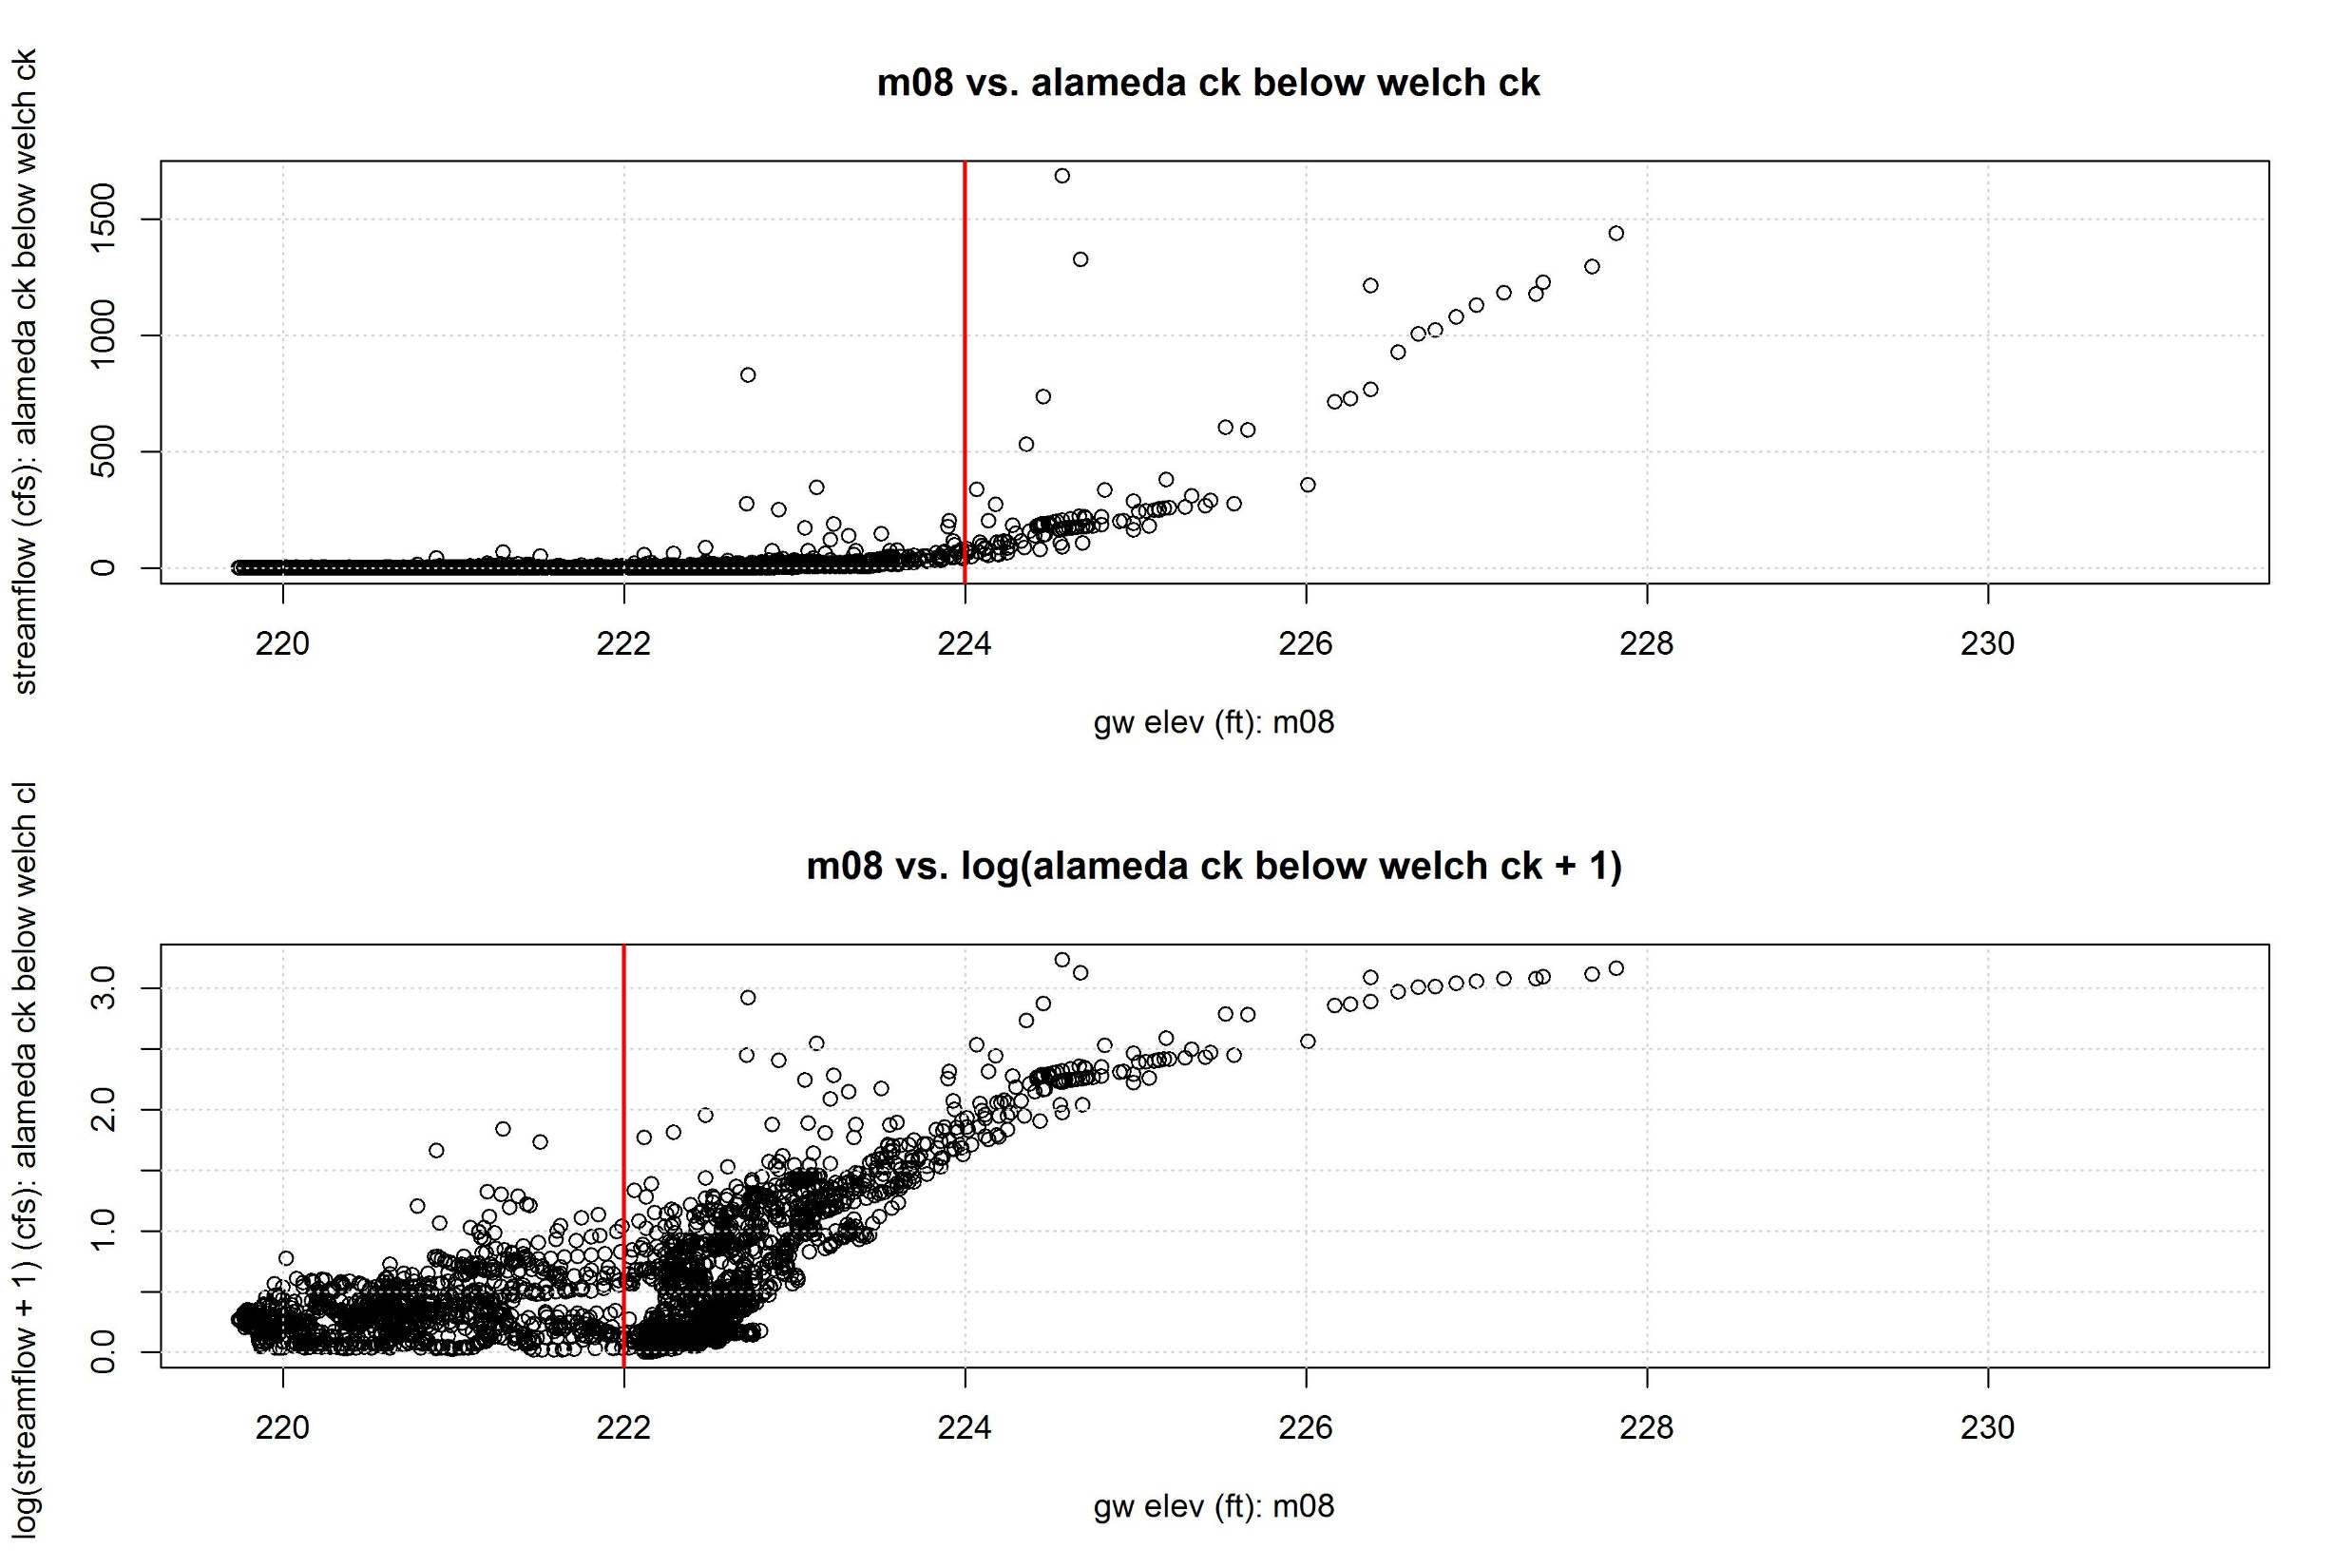 m08 vs. alameda ck below welch ck
streamflow (cfs): alameda ck below welch ck
1500
1000
500
0
220 222 224 226 228 230
gw elev (ft): m08
m08 vs. log(alameda ck below welch ck + 1)
log(streamflow + 1) (cfs): alameda ck below welch cl
3.0
2.0
1.0
0.0
220 222 224 226 228 230
gw elev (ft): m08